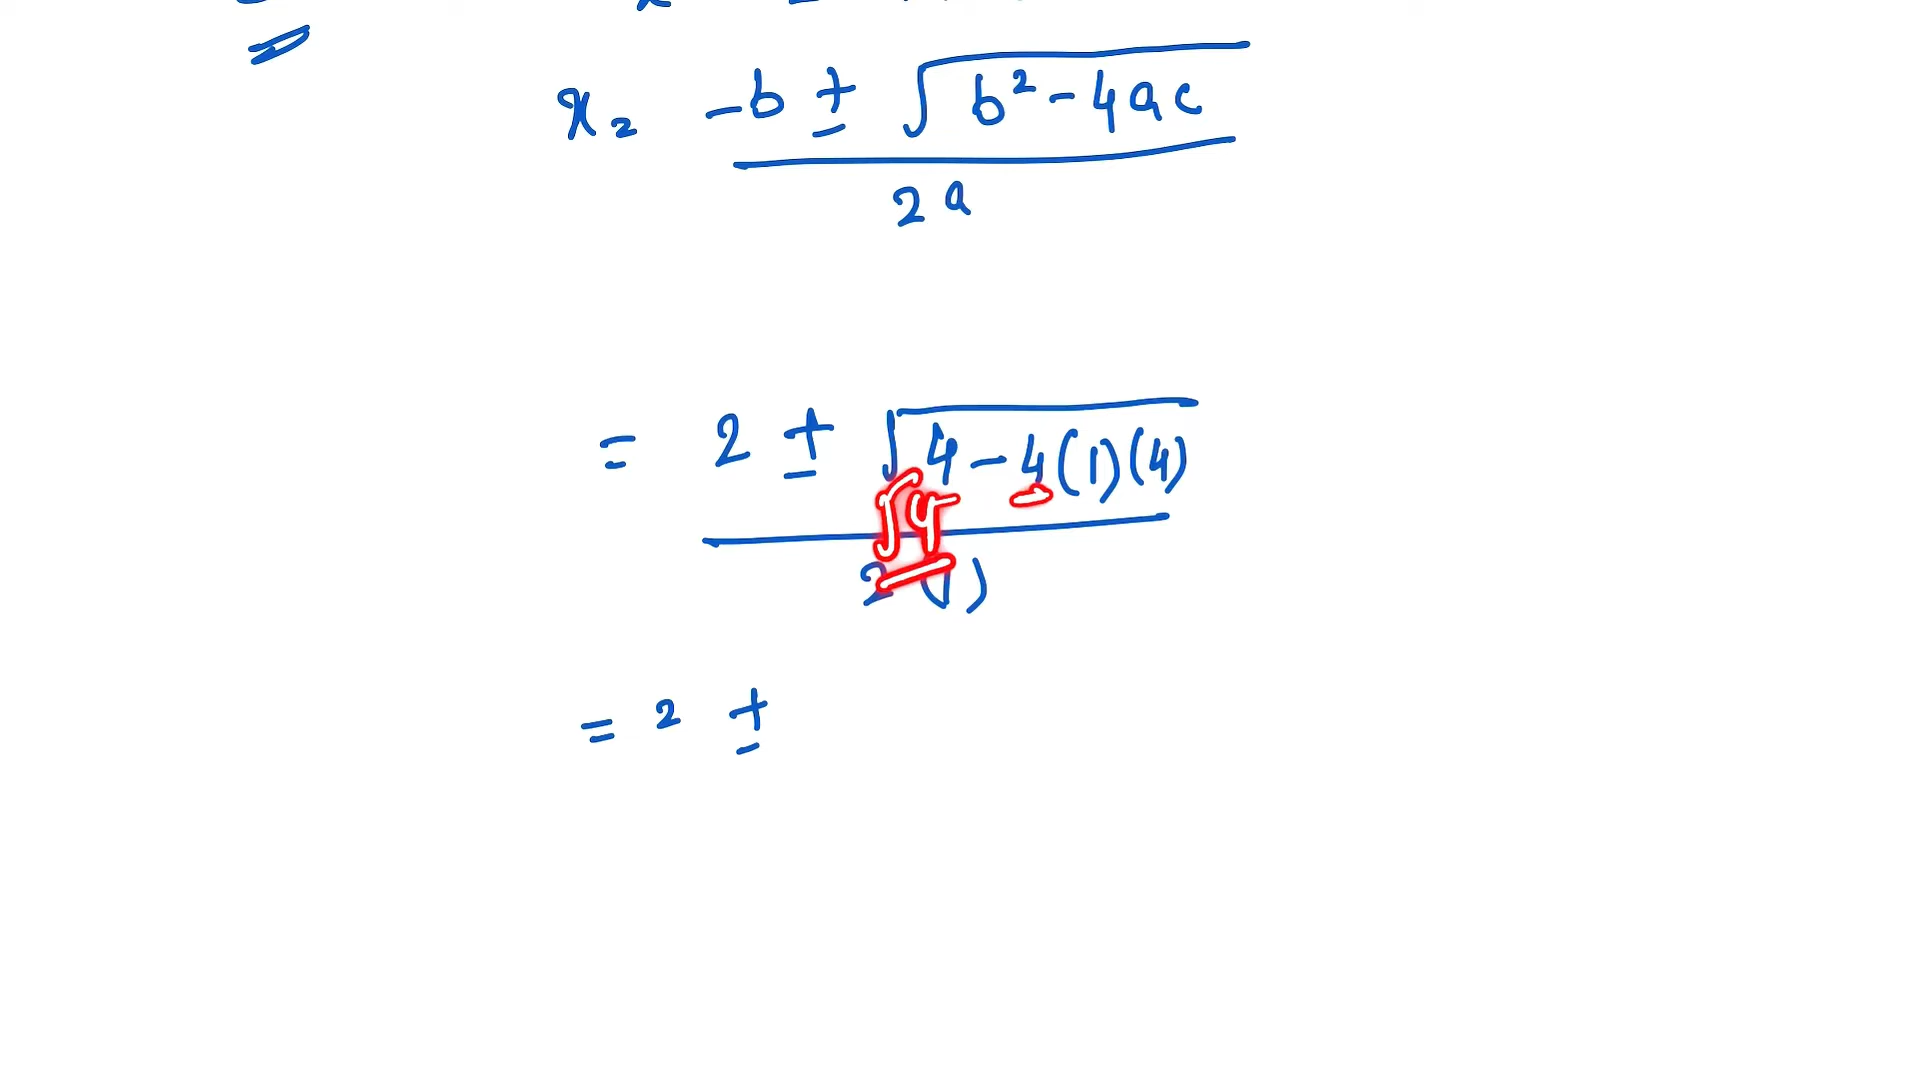 x = -b ± √b² - 4ac
2a
= 2 ± √4 - 4(1)(4)
√4
2(1)
= 2 ±